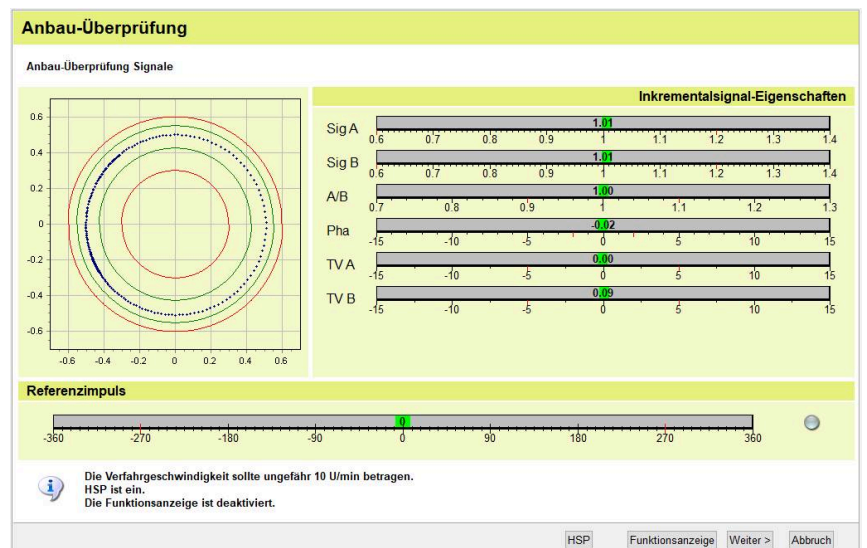 Anbau-Überprüfung
Anbau-Überprüfung Signale
0.6
0.4
0.2
0
-0.2
-0.4
-0.6
-0.6 -0.4 -0.2 0 0.2 0.4 0.6
Inkrementalsignal-Eigenschaften
Sig A 1.01
0.6 0.7 0.8 0.9 1 1.1 1.2 1.3 1.4
Sig B 1.01
0.6 0.7 0.8 0.9 1 1.1 1.2 1.3 1.4
A/B 1.00
0.7 0.8 0.9 1 1.1 1.2 1.3
Pha -0.02
-15 -10 -5 0 5 10 15
TV A 0.00
-15 -10 -5 0 5 10 15
TV B 0.09
-15 -10 -5 0 5 10 15
Referenzimpuls
0
-360 -270 -180 -90 0 90 180 270 360
Die Verfahrgeschwindigkeit sollte ungefähr 10 U/min betragen.
HSP ist ein.
Die Funktionsanzeige ist deaktiviert.
HSP Funktionsanzeige Weiter > Abbruch